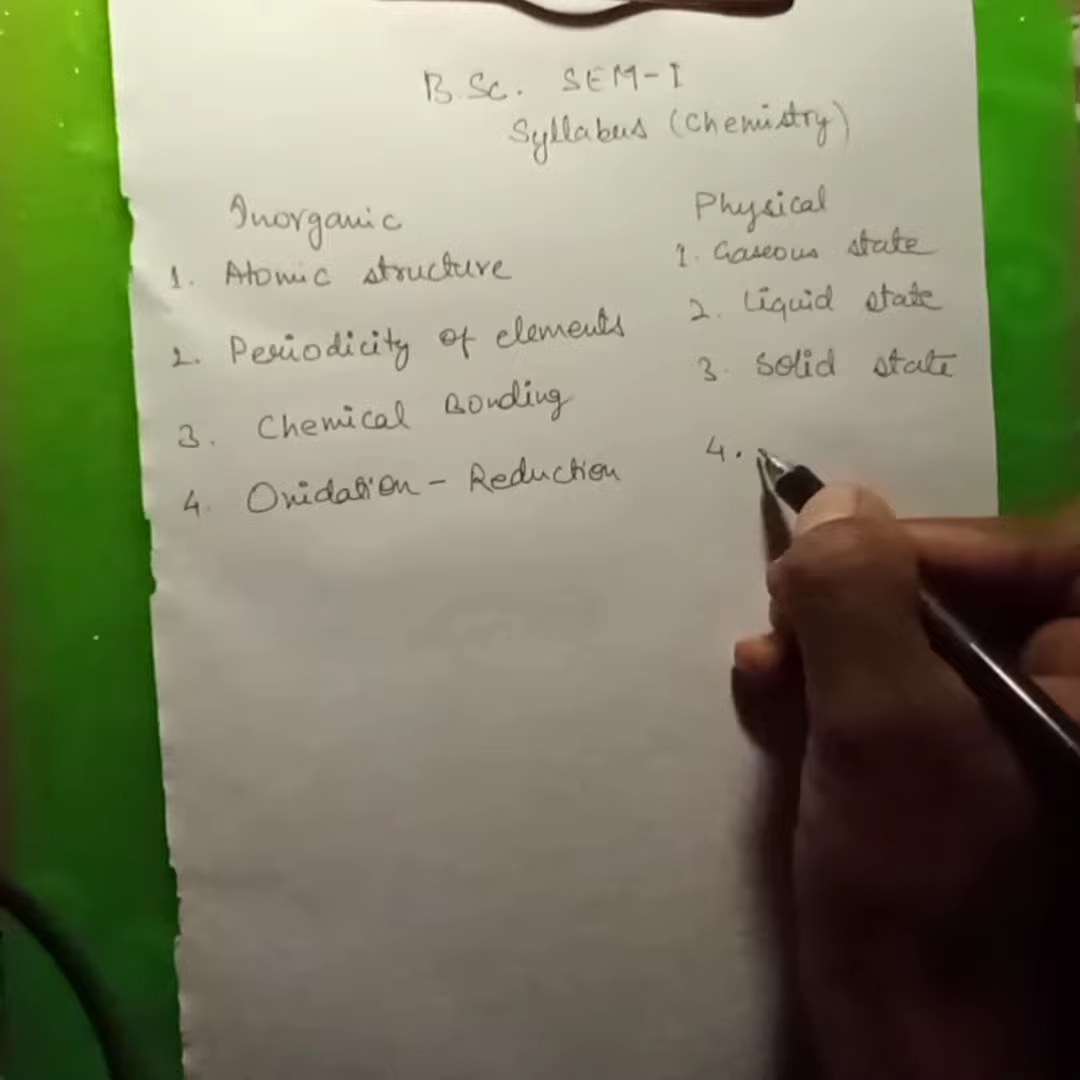 B.Sc. SEM-I
Syllabus (Chemistry)
Inorganic
1. Atomic structure
2. Periodicity of elements
3. Chemical Bonding
4. Oxidation - Reduction
Physical
1. Gaseous state
2. Liquid state
3. Solid state
4.